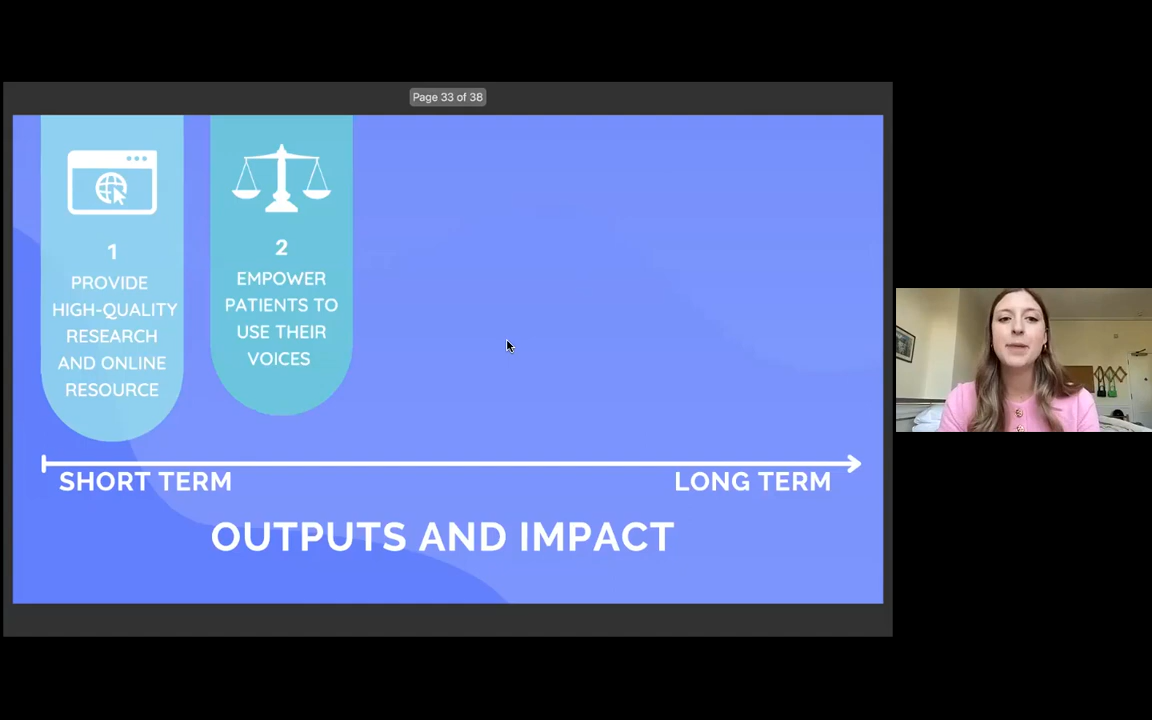 Page 33 of 38
1
PROVIDE
HIGH-QUALITY
RESEARCH
AND ONLINE
RESOURCE
2
EMPOWER
PATIENTS TO
USE THEIR
VOICES
SHORT TERM
LONG TERM
OUTPUTS AND IMPACT